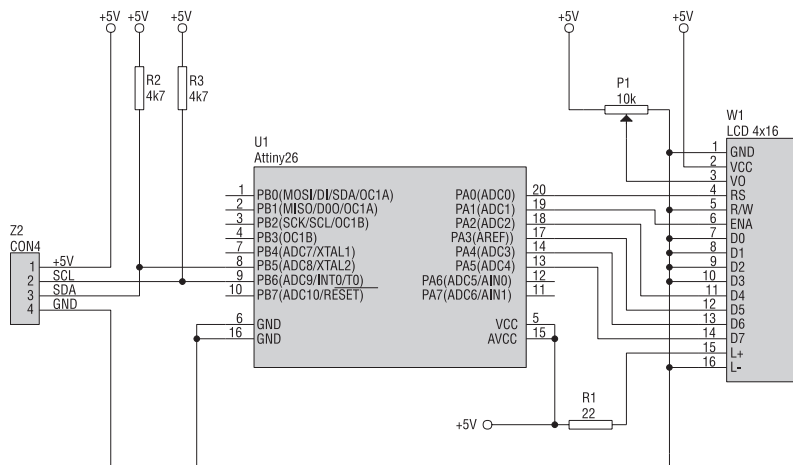 +5V +5V +5V +5V +5V
R2
4k7
R3
4k7
P1
10k
W1
LCD 4x16
U1
Attiny26
Z2
CON4
1 +5V
2 SCL
3 SDA
4 GND
1 PB0(MOSI/DI/SDA/OC1A)
2 PB1(MISO/DO0/OC1A)
3 PB2(SCK/SCL/OC1B)
4 PB3(OC1B)
7 PB4(ADC7/XTAL1)
8 PB5(ADC8/XTAL2)
9 PB6(ADC9/INT0/T0)
10 PB7(ADC10/RESET)
6 GND
16 GND
PA0(ADC0) 20
PA1(ADC1) 19
PA2(ADC2) 18
PA3(AREF)) 17
PA4(ADC3) 14
PA5(ADC4) 13
PA6(ADC5/AIN0) 12
PA7(ADC6/AIN1) 11
VCC 5
AVCC 15
1 GND
2 VCC
3 VO
4 RS
5 R/W
6 ENA
7 D0
8 D1
9 D2
10 D3
11 D4
12 D5
13 D6
14 D7
15 L+
16 L-
R1
22
+5V